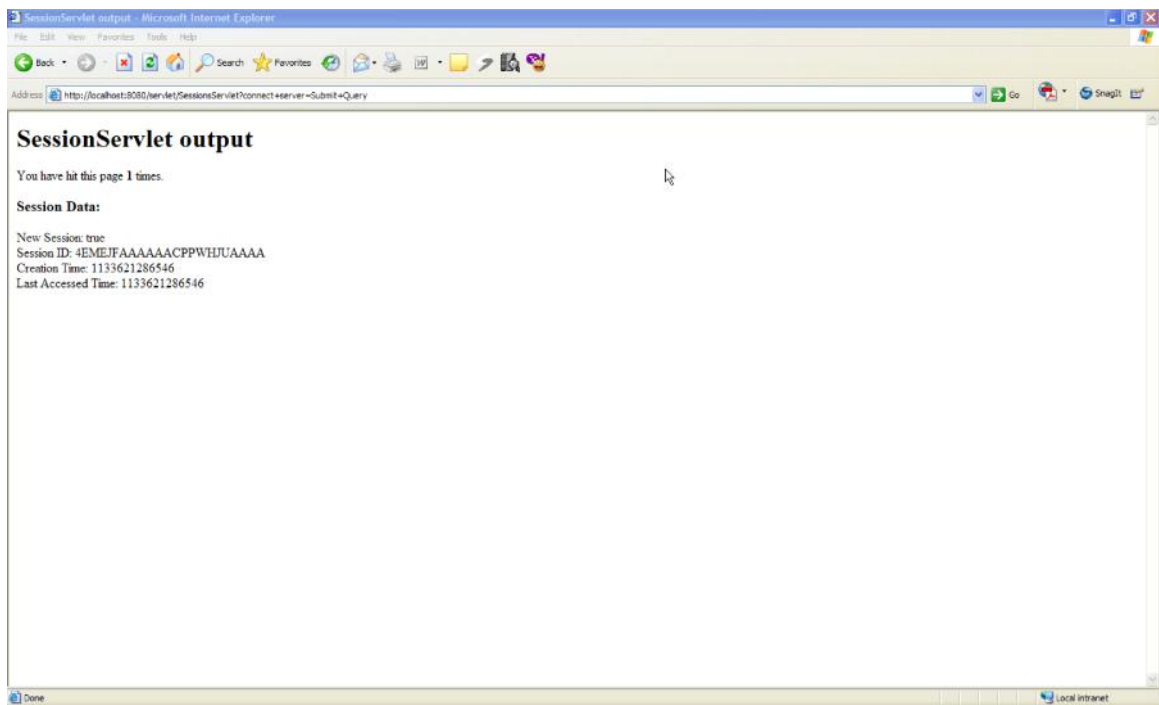 SessionServlet output - Microsoft Internet Explorer
File Edit View Favorites Tools Help
Back Search Favorites
Address http://localhost:8080/servlet/SessionsServlet?connect+server=Submit+Query Go SnagIt
SessionServlet output
You have hit this page 1 times.
Session Data:
New Session: true
Session ID: 4EMEJFAAAAAACPPWHJUAAAA
Creation Time: 1133621286546
Last Accessed Time: 1133621286546
Done Local intranet